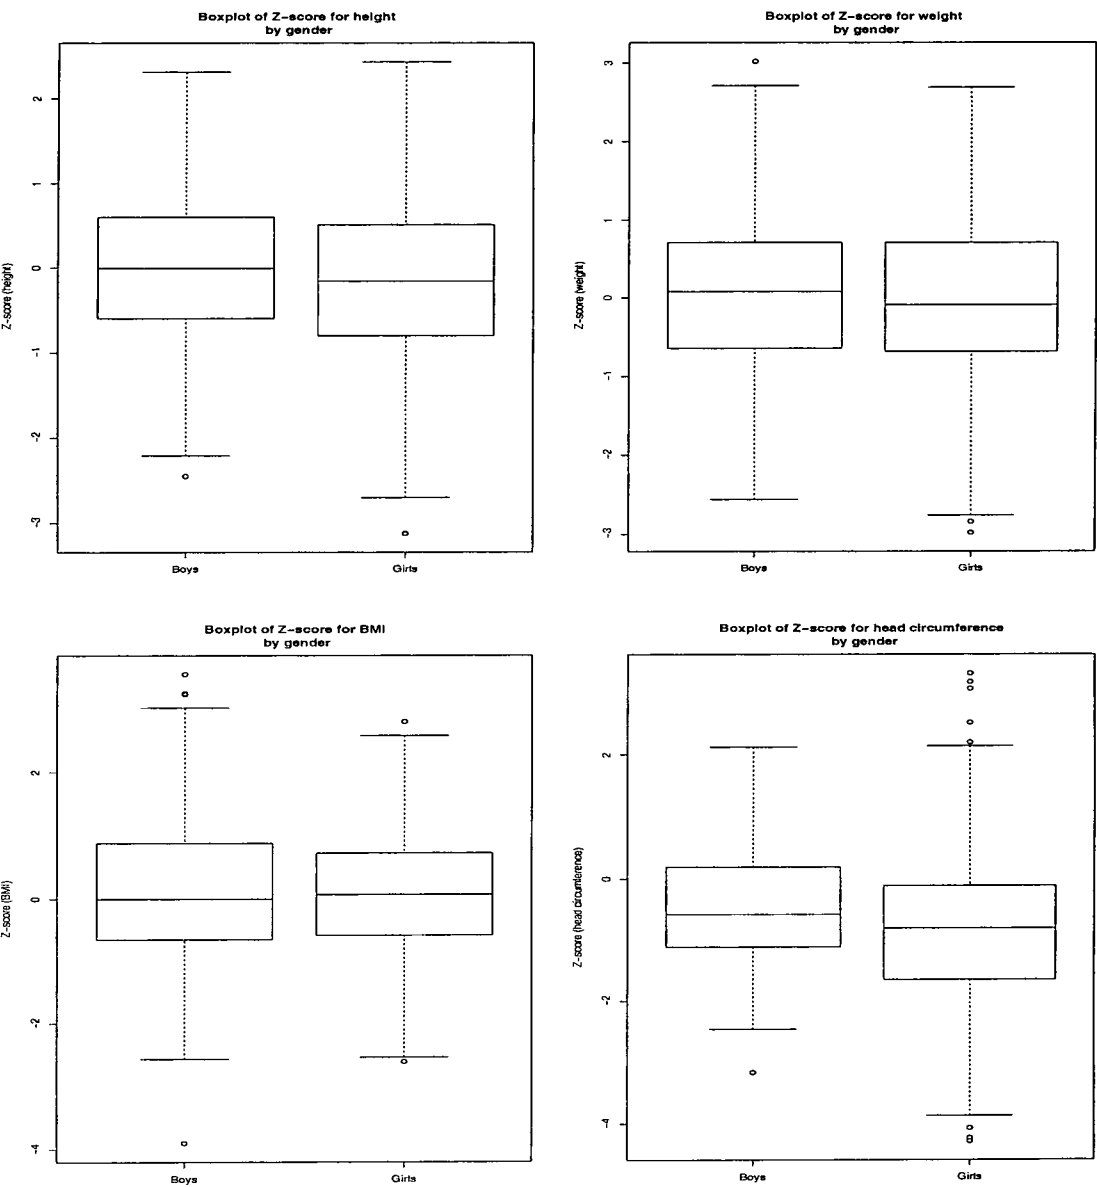 Boxplot of Z-score for height
by gender
Z-score (height)
2
1
0
-1
-2
-3
Boys
Girls
Boxplot of Z-score for weight
by gender
Z-score (weight)
3
2
1
0
-1
-2
-3
Boys
Girls
Boxplot of Z-score for BMI
by gender
Z-score (BMI)
2
0
-2
-4
Boys
Girls
Boxplot of Z-score for head circumference
by gender
Z-score (head circumference)
2
0
-2
-4
Boys
Girls